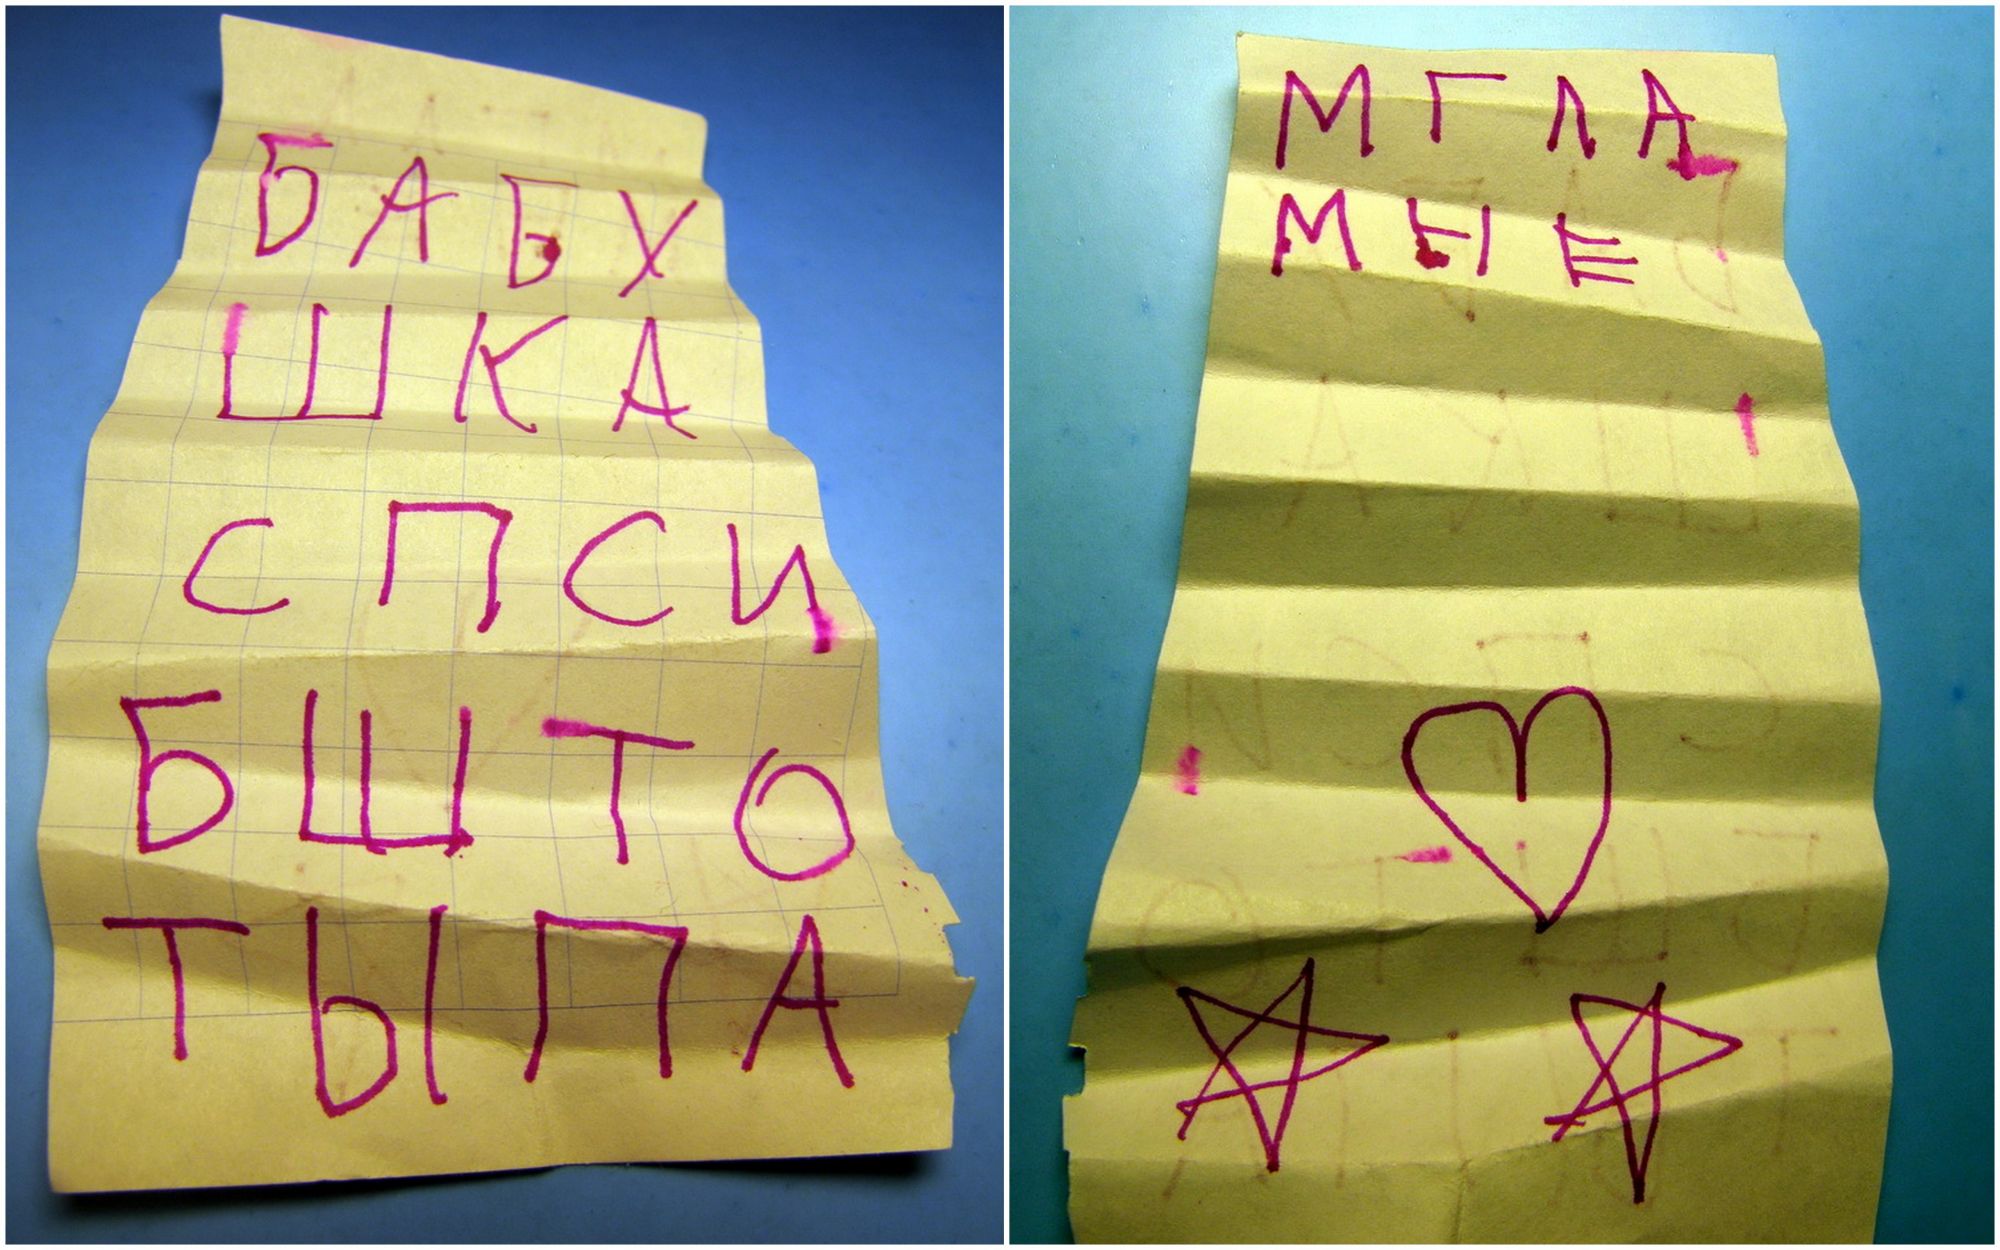 БАБУ
ШКА
СПСИ
БШТО
ТЫПА
МГЛА
МНЕ